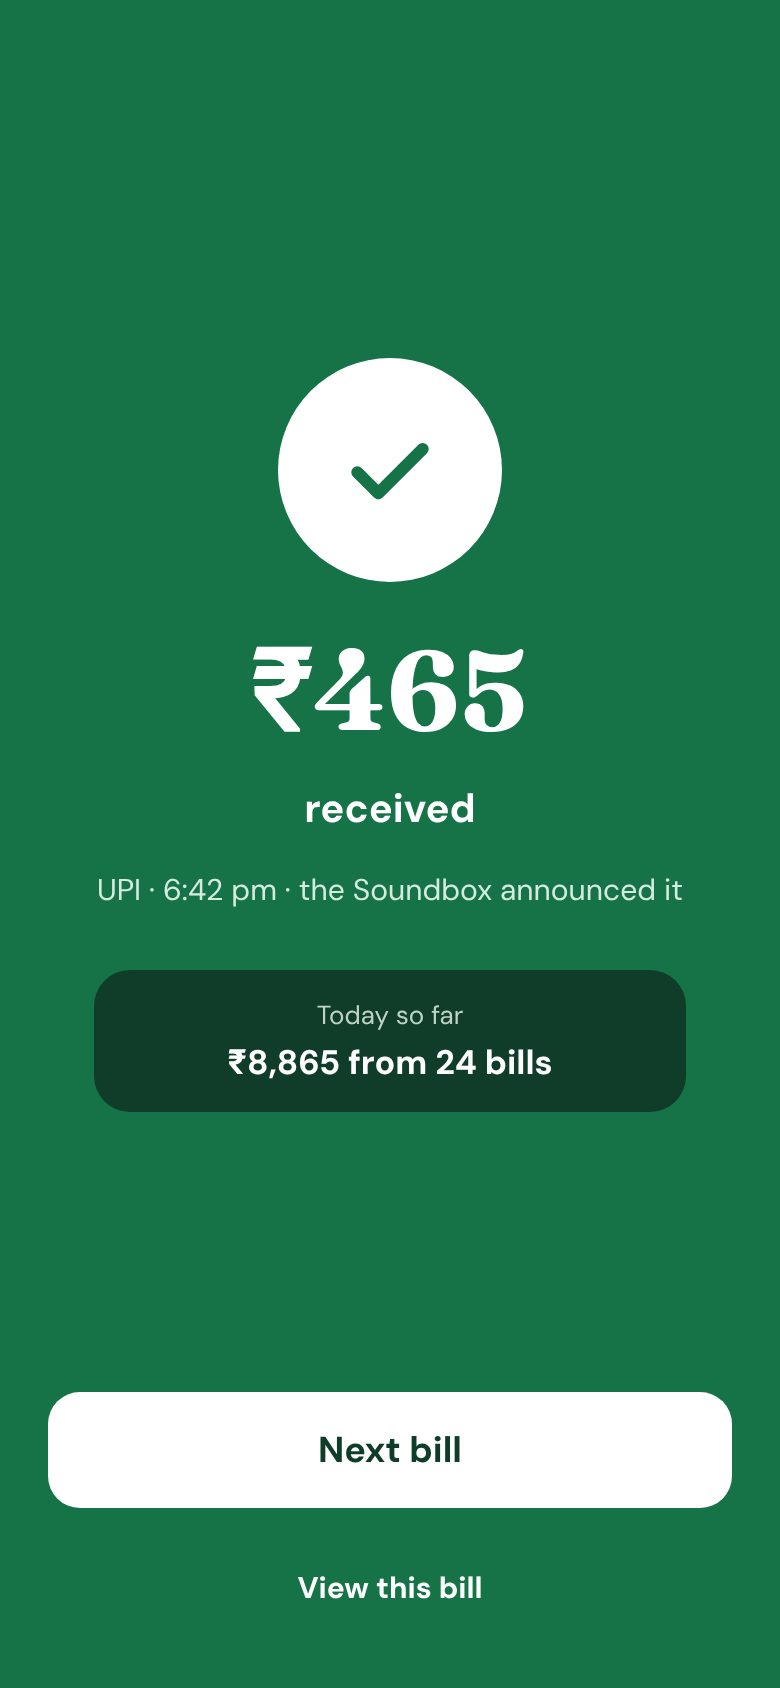 ₹465
received
UPI · 6:42 pm · the Soundbox announced it
Today so far
₹8,865 from 24 bills
Next bill
View this bill